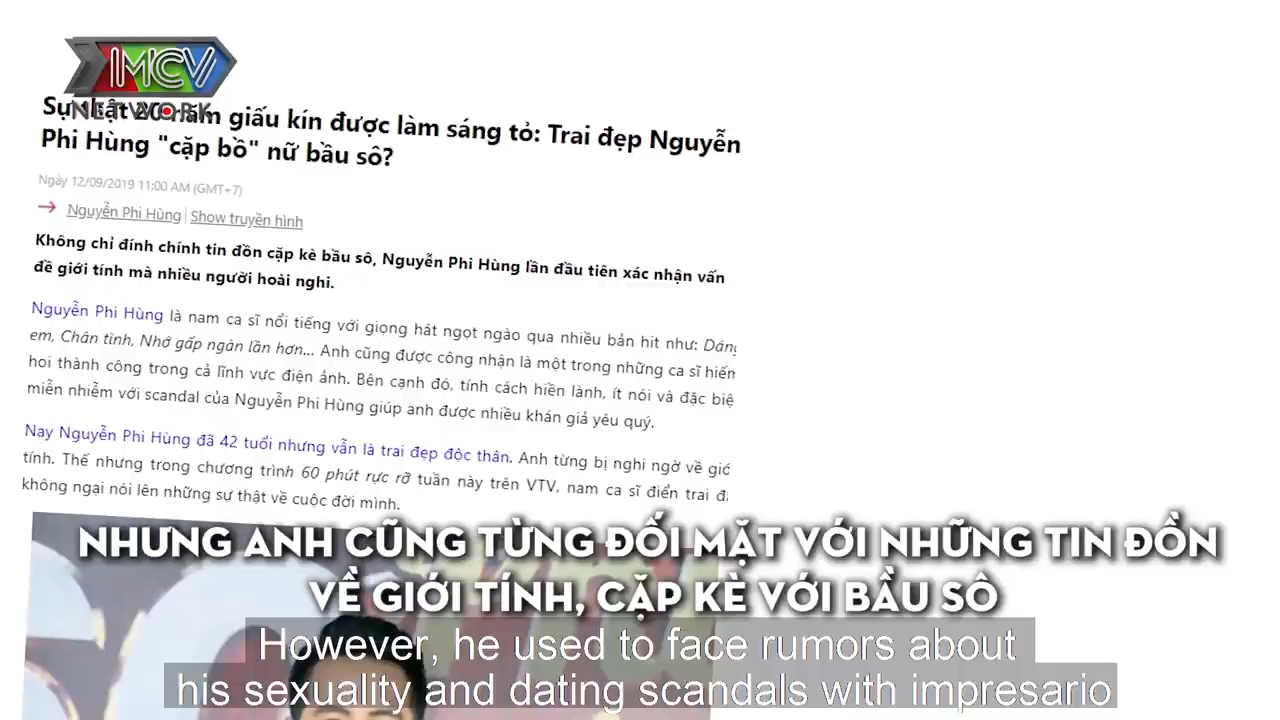 MCV
NETWORK
Sự thật 20 năm giấu kín được làm sáng tỏ: Trai đẹp Nguyễn
Phi Hùng "cặp bồ" nữ bầu sô?
Ngày 12/09/2019 11:00 AM (GMT+7)
Nguyễn Phi Hùng | Show truyền hình
Không chỉ đính chính tin đồn cặp kè bầu sô, Nguyễn Phi Hùng lần đầu tiên xác nhận vấn
đề giới tính mà nhiều người hoài nghi.
Nguyễn Phi Hùng là nam ca sĩ nổi tiếng với giọng hát ngọt ngào qua nhiều bản hit như: Dáng
em, Chán tình, Nhớ gấp ngàn lần hơn... Anh cũng được công nhận là một trong những ca sĩ hiếm
hoi thành công trong cả lĩnh vực điện ảnh. Bên cạnh đó, tính cách hiền lành, ít nói và đặc biệ
miễn nhiễm với scandal của Nguyễn Phi Hùng giúp anh được nhiều khán giả yêu quý.
Nay Nguyễn Phi Hùng đã 42 tuổi nhưng vẫn là trai đẹp độc thân. Anh từng bị nghi ngờ về giớ
tính. Thế nhưng trong chương trình 60 phút rực rỡ tuần này trên VTV, nam ca sĩ điển trai đ
không ngại nói lên những sự thật về cuộc đời mình.
NHƯNG ANH CŨNG TỪNG ĐỐI MẶT VỚI NHỮNG TIN ĐỒN
VỀ GIỚI TÍNH, CẶP KÈ VỚI BẦU SÔ
However, he used to face rumors about
his sexuality and dating scandals with impresario